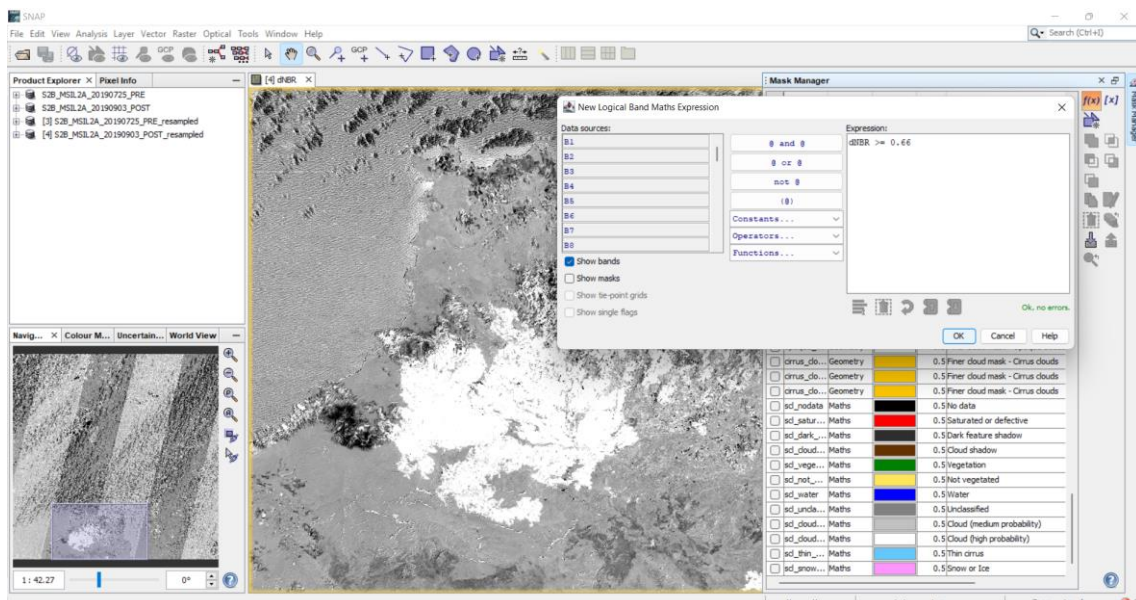 SNAP
File Edit View Analysis Layer Vector Raster Optical Tools Window Help
Search (Ctrl+I)
GCP
GCP
Product Explorer × Pixel Info
[4] dNBR ×
Mask Manager
S2B_MSIL2A_20190725_PRE
S2B_MSIL2A_20190903_POST
[3] S2B_MSIL2A_20190725_PRE_resampled
[4] S2B_MSIL2A_20190903_POST_resampled
New Logical Band Maths Expression
Data sources:
Expression:
B1
B2
B3
B4
B5
B6
B7
B8
@ and @
@ or @
not @
(@)
Constants...
Operators...
Functions...
dNBR >= 0.66
Show bands
Show masks
Show tie-point grids
Show single flags
Ok, no errors.
OK Cancel Help
f(x) [x]
Mask Manager
Navig... × Colour M... Uncertain... World View
cirrus_clo... Geometry 0.5 Finer cloud mask - Cirrus clouds
cirrus_clo... Geometry 0.5 Finer cloud mask - Cirrus clouds
cirrus_clo... Geometry 0.5 Finer cloud mask - Cirrus clouds
scl_nodata Maths 0.5 No data
scl_satur... Maths 0.5 Saturated or defective
scl_dark_... Maths 0.5 Dark feature shadow
scl_cloud... Maths 0.5 Cloud shadow
scl_vege... Maths 0.5 Vegetation
scl_not_... Maths 0.5 Not vegetated
scl_water Maths 0.5 Water
scl_uncla... Maths 0.5 Unclassified
scl_cloud... Maths 0.5 Cloud (medium probability)
scl_cloud... Maths 0.5 Cloud (high probability)
scl_thin_... Maths 0.5 Thin cirrus
scl_snow... Maths 0.5 Snow or Ice
1 : 42.27
0°